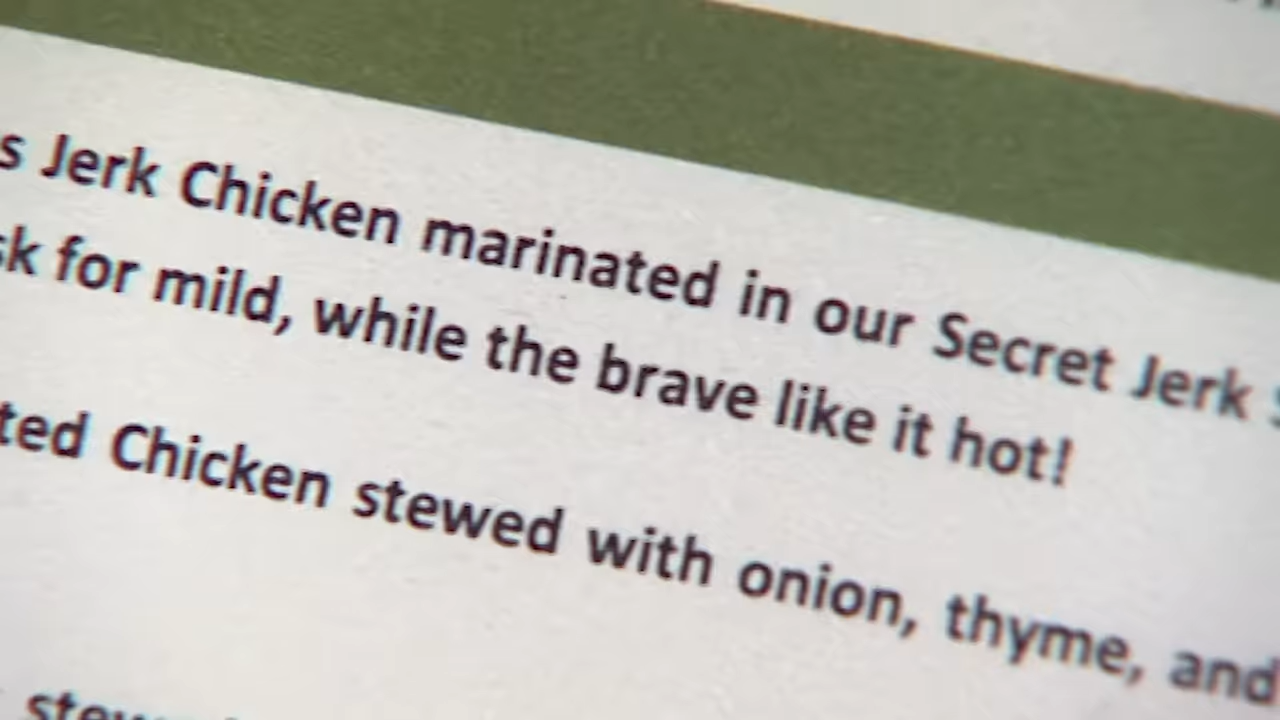 s Jerk Chicken marinated in our Secret Jerk
sk for mild, while the brave like it hot!
ted Chicken stewed with onion, thyme, and